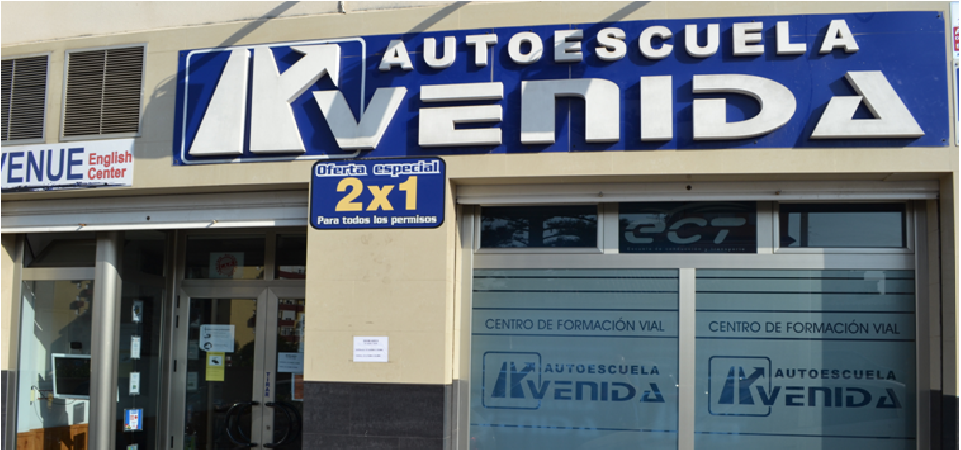 AUTOESCUELA
AVENIDA
VENUE English
Center
Oferta especial
2x1
Para todos los permisos
ECT
CENTRO DE FORMACIÓN VIAL
AUTOESCUELA
AVENIDA
CENTRO DE FORMACIÓN VIAL
AUTOESCUELA
AVENIDA